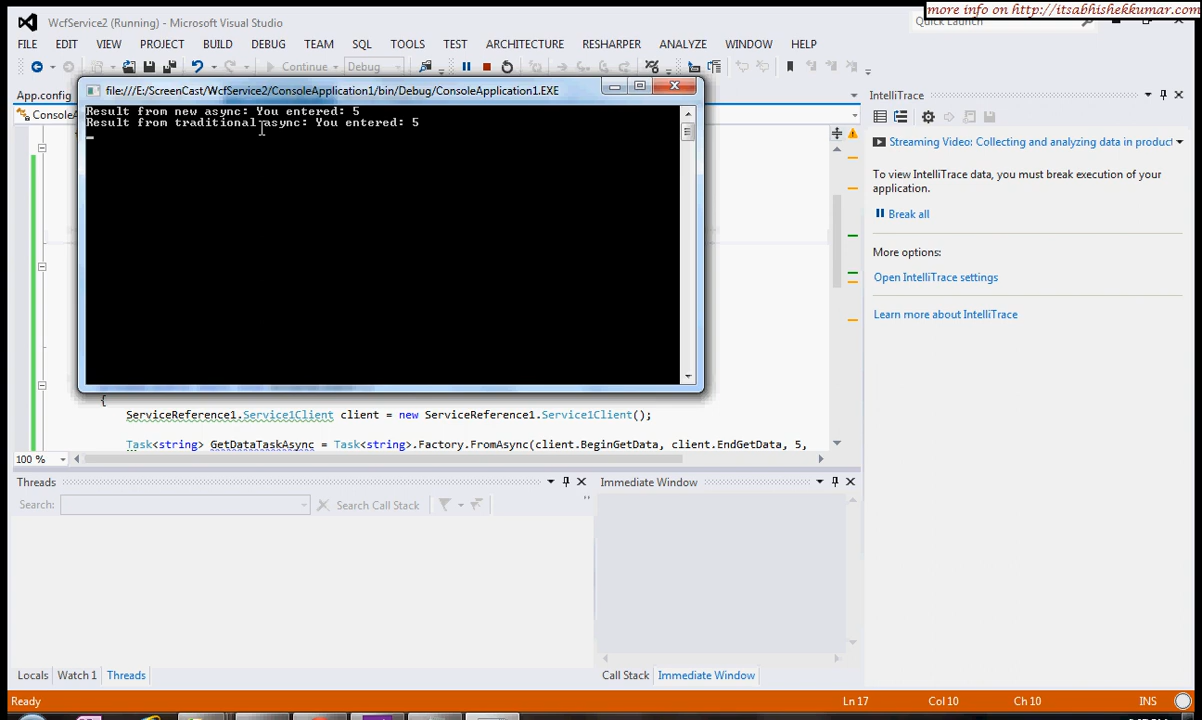 more info on http://itsabhishekkumar.com
WcfService2 (Running) - Microsoft Visual Studio
Quick Launch
FILE EDIT VIEW PROJECT BUILD DEBUG TEAM SQL TOOLS TEST ARCHITECTURE RESHARPER ANALYZE WINDOW HELP
Continue Debug
file:///E:/ScreenCast/WcfService2/ConsoleApplication1/bin/Debug/ConsoleApplication1.EXE
App.config
ConsoleA
Result from new async: You entered: 5
Result from traditional async: You entered: 5
IntelliTrace
Streaming Video: Collecting and analyzing data in product
To view IntelliTrace data, you must break execution of your
application.
Break all
More options:
Open IntelliTrace settings
Learn more about IntelliTrace
{
ServiceReference1.Service1Client client = new ServiceReference1.Service1Client();
Task<string> GetDataTaskAsync = Task<string>.Factory.FromAsync(client.BeginGetData, client.EndGetData, 5,
100 %
Threads
Search: Search Call Stack
Immediate Window
Locals Watch 1 Threads
Call Stack Immediate Window
Ready Ln 17 Col 10 Ch 10 INS